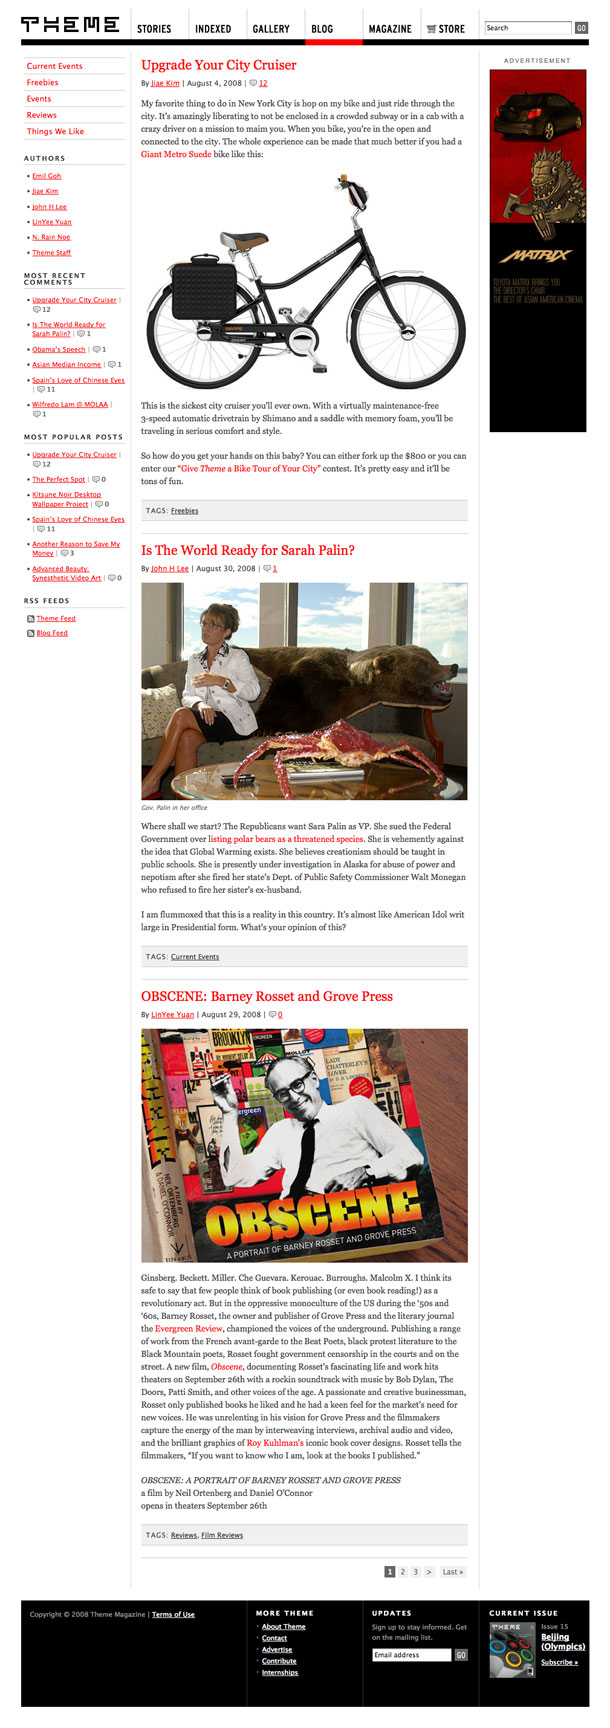 THEME
STORIES
INDEXED
GALLERY
BLOG
MAGAZINE
STORE
Search
GO
Current Events
Freebies
Events
Reviews
Things We Like
AUTHORS
Emil Goh
Jiae Kim
John H Lee
LinYee Yuan
N. Rain Noe
Theme Staff
MOST RECENT
COMMENTS
Upgrade Your City Cruiser |
12
Is The World Ready for
Sarah Palin? | 1
Obama's Speech | 1
Asian Median Income | 1
Spain's Love of Chinese Eyes
| 11
Wilfredo Lam @ MOLAA |
1
MOST POPULAR POSTS
Upgrade Your City Cruiser |
12
The Perfect Spot | 0
Kitsune Noir Desktop
Wallpaper Project | 0
Spain's Love of Chinese Eyes
| 11
Another Reason to Save My
Money | 3
Advanced Beauty:
Synesthetic Video Art | 0
RSS FEEDS
Theme Feed
Blog Feed
Upgrade Your City Cruiser
By Jiae Kim | August 4, 2008 | 12
My favorite thing to do in New York City is hop on my bike and just ride through the
city. It's amazingly liberating to not be enclosed in a crowded subway or in a cab with a
crazy driver on a mission to maim you. When you bike, you're in the open and
connected to the city. The whole experience can be made that much better if you had a
Giant Metro Suede bike like this:
This is the sickest city cruiser you'll ever own. With a virtually maintenance-free
3-speed automatic drivetrain by Shimano and a saddle with memory foam, you'll be
traveling in serious comfort and style.
So how do you get your hands on this baby? You can either fork up the $800 or you can
enter our "Give Theme a Bike Tour of Your City" contest. It's pretty easy and it'll be
tons of fun.
TAGS: Freebies
Is The World Ready for Sarah Palin?
By John H Lee | August 30, 2008 | 1
Gov. Palin in her office
Where shall we start? The Republicans want Sara Palin as VP. She sued the Federal
Government over listing polar bears as a threatened species. She is vehemently against
the idea that Global Warming exists. She believes creationism should be taught in
public schools. She is presently under investigation in Alaska for abuse of power and
nepotism after she fired her state's Dept. of Public Safety Commissioner Walt Monegan
who refused to fire her sister's ex-husband.
I am flummoxed that this is a reality in this country. It's almost like American Idol writ
large in Presidential form. What's your opinion of this?
TAGS: Current Events
OBSCENE: Barney Rosset and Grove Press
By LinYee Yuan | August 29, 2008 | 0
BROOKLYN
MOLLOY
LADY
CHATTERLEY'S
LOVER
evergreen
OBSCENE
A FILM BY
NEIL ORTENBERG
& DANIEL O'CONNOR
OBSCENE
A PORTRAIT OF BARNEY ROSSET AND GROVE PRESS
Ginsberg. Beckett. Miller. Che Guevara. Kerouac. Burroughs. Malcolm X. I think its
safe to say that few people think of book publishing (or even book reading!) as a
revolutionary act. But in the oppressive monoculture of the US during the '50s and
'60s, Barney Rosset, the owner and publisher of Grove Press and the literary journal
the Evergreen Review, championed the voices of the underground. Publishing a range
of work from the French avant-garde to the Beat Poets, black protest literature to the
Black Mountain poets, Rosset fought government censorship in the courts and on the
street. A new film, Obscene, documenting Rosset's fascinating life and work hits
theaters on September 26th with a rockin soundtrack with music by Bob Dylan, The
Doors, Patti Smith, and other voices of the age. A passionate and creative businessman,
Rosset only published books he liked and he had a keen feel for the market's need for
new voices. He was unrelenting in his vision for Grove Press and the filmmakers
capture the energy of the man by interweaving interviews, archival audio and video,
and the brilliant graphics of Roy Kuhlman's iconic book cover designs. Rosset tells the
filmmakers, "If you want to know who I am, look at the books I published."
OBSCENE: A PORTRAIT OF BARNEY ROSSET AND GROVE PRESS
a film by Neil Ortenberg and Daniel O'Connor
opens in theaters September 26th
TAGS: Reviews, Film Reviews
1 2 3 > Last »
ADVERTISEMENT
MATRIX
TOYOTA MATRIX BRINGS YOU
THE DIRECTOR'S CHAIR
THE BEST OF ASIAN AMERICAN CINEMA
Copyright © 2008 Theme Magazine | Terms of Use
MORE THEME
About Theme
Contact
Advertise
Contribute
Internships
UPDATES
Sign up to stay informed. Get
on the mailing list.
Email address
GO
CURRENT ISSUE
THEME
Issue 15
Beijing
(Olympics)
Subscribe »